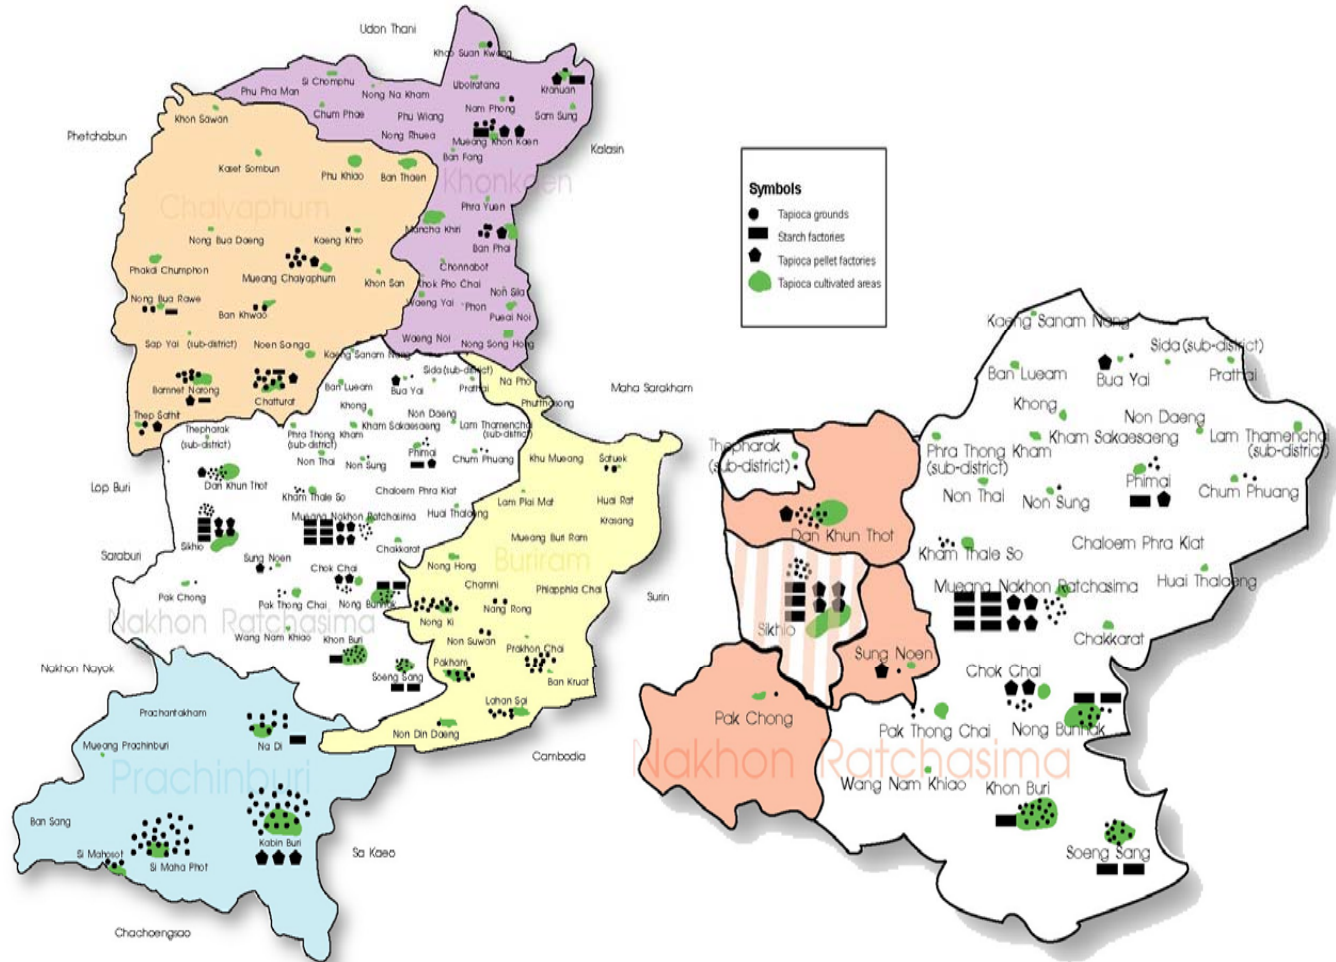 Udon Thani
Khao Suan Kwang
Si Chomphu
Ubolratana
Kranuan
Phu Pha Man
Nong Na Kham
Nam Phong
Khon Sawan
Chum Phae
Phu Wiang
Sam Sung
Phetchabun
Nong Rhuea
Mueang Khon Kaen
Kalasin
Ban Fang
Kaset Sombun
Phu Khiao
Ban Thaen
Khonkaen
Chaiyaphum
Phra Yuen
Mancha Khiri
Nong Bua Daeng
Kaeng Khro
Ban Phai
Phakdi Chumphon
Mueang Chaiyaphum
Khon San
Chonnabot
Khok Pho Chai
Non Sila
Nong Bua Rawe
Waeng Yai
Phon
Pueai Noi
Ban Khwao
Sap Yai (sub-district)
Noen Sa-nga
Waeng Noi
Nong Song Hong
Kaeng Sanam Nang
Sida (sub-district)
Bamnet Narong
Chatturat
Ban Lueam
Bua Yai
Prathai
Na Pho
Maha Sarakham
Phutthaisong
Thep Sathit
Khong
Non Daeng
Thepharak
(sub-district)
Phra Thong Kham
(sub-district)
Kham Sakaesaeng
Lam Thamenchai
(sub-district)
Non Thai
Non Sung
Phimai
Chum Phuang
Khu Mueang
Satuek
Lop Buri
Dan Khun Thot
Kham Thale So
Chaloem Phra Kiat
Lam Plai Mat
Huai Rat
Mueang Nakhon Ratchasima
Huai Thalaeng
Krasang
Sikhio
Mueang Buri Ram
Saraburi
Sung Noen
Chakkarat
Buriram
Nong Hong
Chok Chai
Chamni
Phlapphla Chai
Surin
Pak Chong
Pak Thong Chai
Nong Bunnak
Nong Ki
Nang Rong
Nakhon Ratchasima
Wang Nam Khiao
Khon Buri
Non Suwan
Prakhon Chai
Nakhon Nayok
Soeng Sang
Pakham
Ban Kruat
Lahan Sai
Prachantakham
Non Din Daeng
Na Di
Cambodia
Mueang Prachinburi
Prachinburi
Ban Sang
Kabin Buri
Sa Kaeo
Si Mahosot
Si Maha Phot
Chachoengsao
Symbols
Tapioca grounds
Starch factories
Tapioca pellet factories
Tapioca cultivated areas
Kaeng Sanam Nang
Sida (sub-district)
Ban Lueam
Bua Yai
Prathai
Khong
Non Daeng
Thepharak
(sub-district)
Phra Thong Kham
(sub-district)
Kham Sakaesaeng
Lam Thamenchai
(sub-district)
Non Thai
Non Sung
Phimai
Chum Phuang
Dan Khun Thot
Kham Thale So
Chaloem Phra Kiat
Huai Thalaeng
Mueang Nakhon Ratchasima
Sikhio
Chakkarat
Sung Noen
Chok Chai
Pak Chong
Pak Thong Chai
Nong Bunnak
Nakhon Ratchasima
Wang Nam Khiao
Khon Buri
Soeng Sang